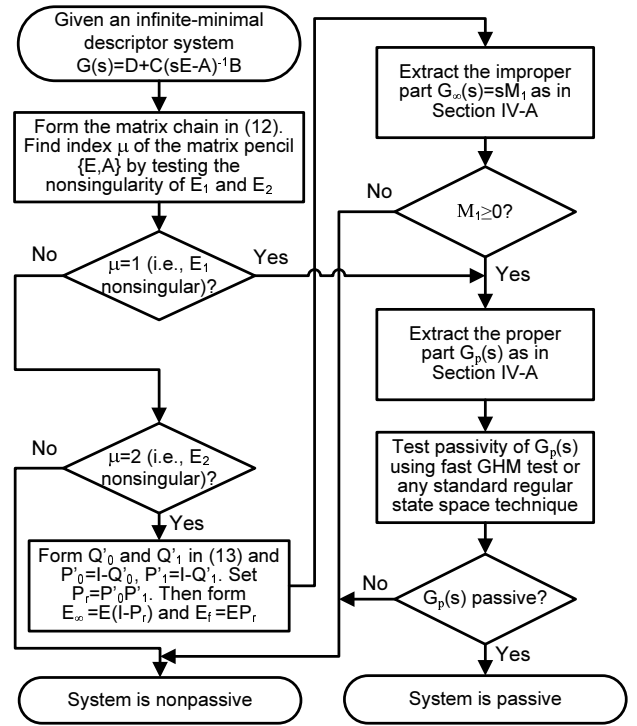 Given an infinite-minimal
descriptor system
G(s)=D+C(sE-A)⁻¹B
Form the matrix chain in (12).
Find index μ of the matrix pencil
{E,A} by testing the
nonsingularity of E₁ and E₂
No
μ=1 (i.e., E₁
nonsingular)?
Yes
No
μ=2 (i.e., E₂
nonsingular)?
Yes
Form Q'₀ and Q'₁ in (13) and
P'₀=I-Q'₀, P'₁=I-Q'₁. Set
Pᵣ=P'₀P'₁. Then form
E∞=E(I-Pᵣ) and E_f=EPᵣ
System is nonpassive
Extract the improper
part G∞(s)=sM₁ as in
Section IV-A
No
M₁≥0?
Yes
Extract the proper
part Gₚ(s) as in
Section IV-A
Test passivity of Gₚ(s)
using fast GHM test or
any standard regular
state space technique
No
Gₚ(s) passive?
Yes
System is passive